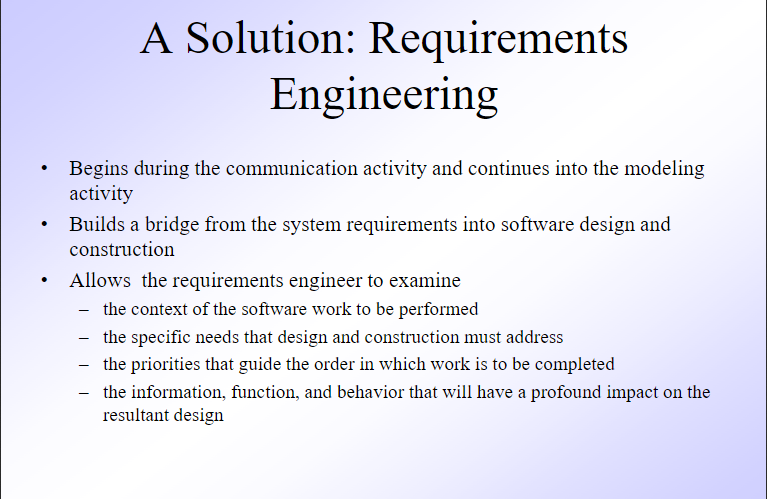 A Solution: Requirements
Engineering
• Begins during the communication activity and continues into the modeling
activity
• Builds a bridge from the system requirements into software design and
construction
• Allows  the requirements engineer to examine
– the context of the software work to be performed
– the specific needs that design and construction must address
– the priorities that guide the order in which work is to be completed
– the information, function, and behavior that will have a profound impact on the
resultant design